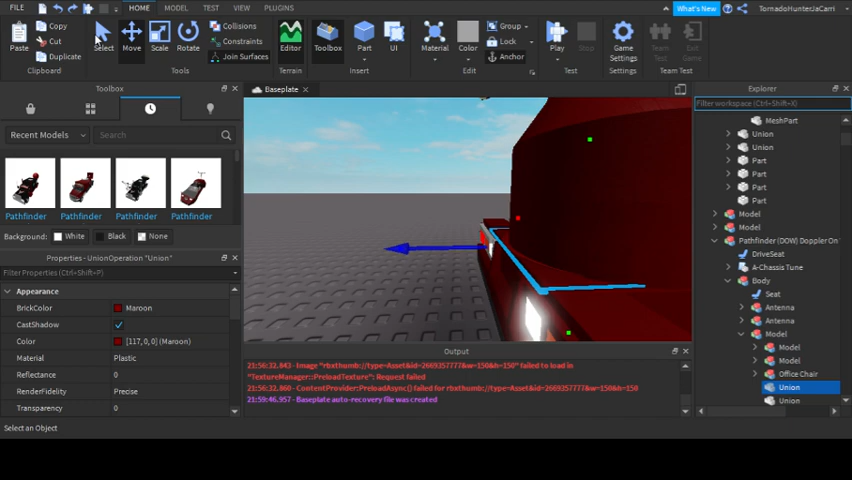 FILE HOME MODEL TEST VIEW PLUGINS What's New TornadoHunterJaCarri
Paste Copy Cut Duplicate Clipboard
Select Move Scale Rotate Collisions Constraints Join Surfaces Tools
Editor Terrain
Toolbox Part UI Insert
Material Color Group Lock Anchor Edit
Play Stop Test
Game Settings Settings
Team Test Exit Game Team Test
Toolbox
Recent Models Search
Pathfinder Pathfinder Pathfinder Pathfinder
Background: White Black None
Properties - UnionOperation "Union"
Filter Properties (Ctrl+Shift+P)
Appearance
BrickColor Maroon
CastShadow
Color [117, 0, 0] (Maroon)
Material Plastic
Reflectance 0
RenderFidelity Precise
Transparency 0
Select an Object
Baseplate
Output
21:56:32.843 - Image "rbxthumb://type=Asset&id=2669357777&w=150&h=150" failed to load in
"TextureManager::PreloadTexture": Request failed
21:56:32.860 - ContentProvider:PreloadAsync() failed for rbxthumb://type=Asset&id=2669357777&w=150&h=150
21:59:46.957 - Baseplate auto-recovery file was created
Explorer
Filter workspace (Ctrl+Shift+X)
MeshPart
Union
Union
Part
Part
Part
Part
Model
Model
Pathfinder (DOW) Doppler On
DriveSeat
A-Chassis Tune
Body
Seat
Antenna
Antenna
Model
Model
Model
Office Chair
Union
Union